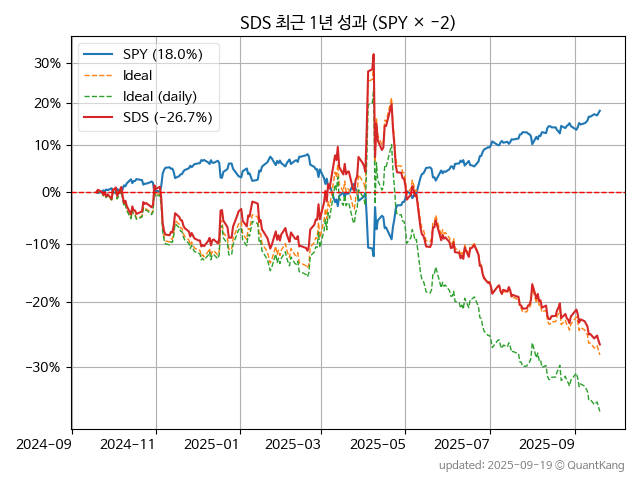 SDS 최근 1년 성과 (SPY × −2)
SPY (18.0%)
Ideal
Ideal (daily)
SDS (−26.7%)
30%
20%
10%
0%
−10%
−20%
−30%
2024-09 2024-11 2025-01 2025-03 2025-05 2025-07 2025-09
updated: 2025-09-19 © QuantKang